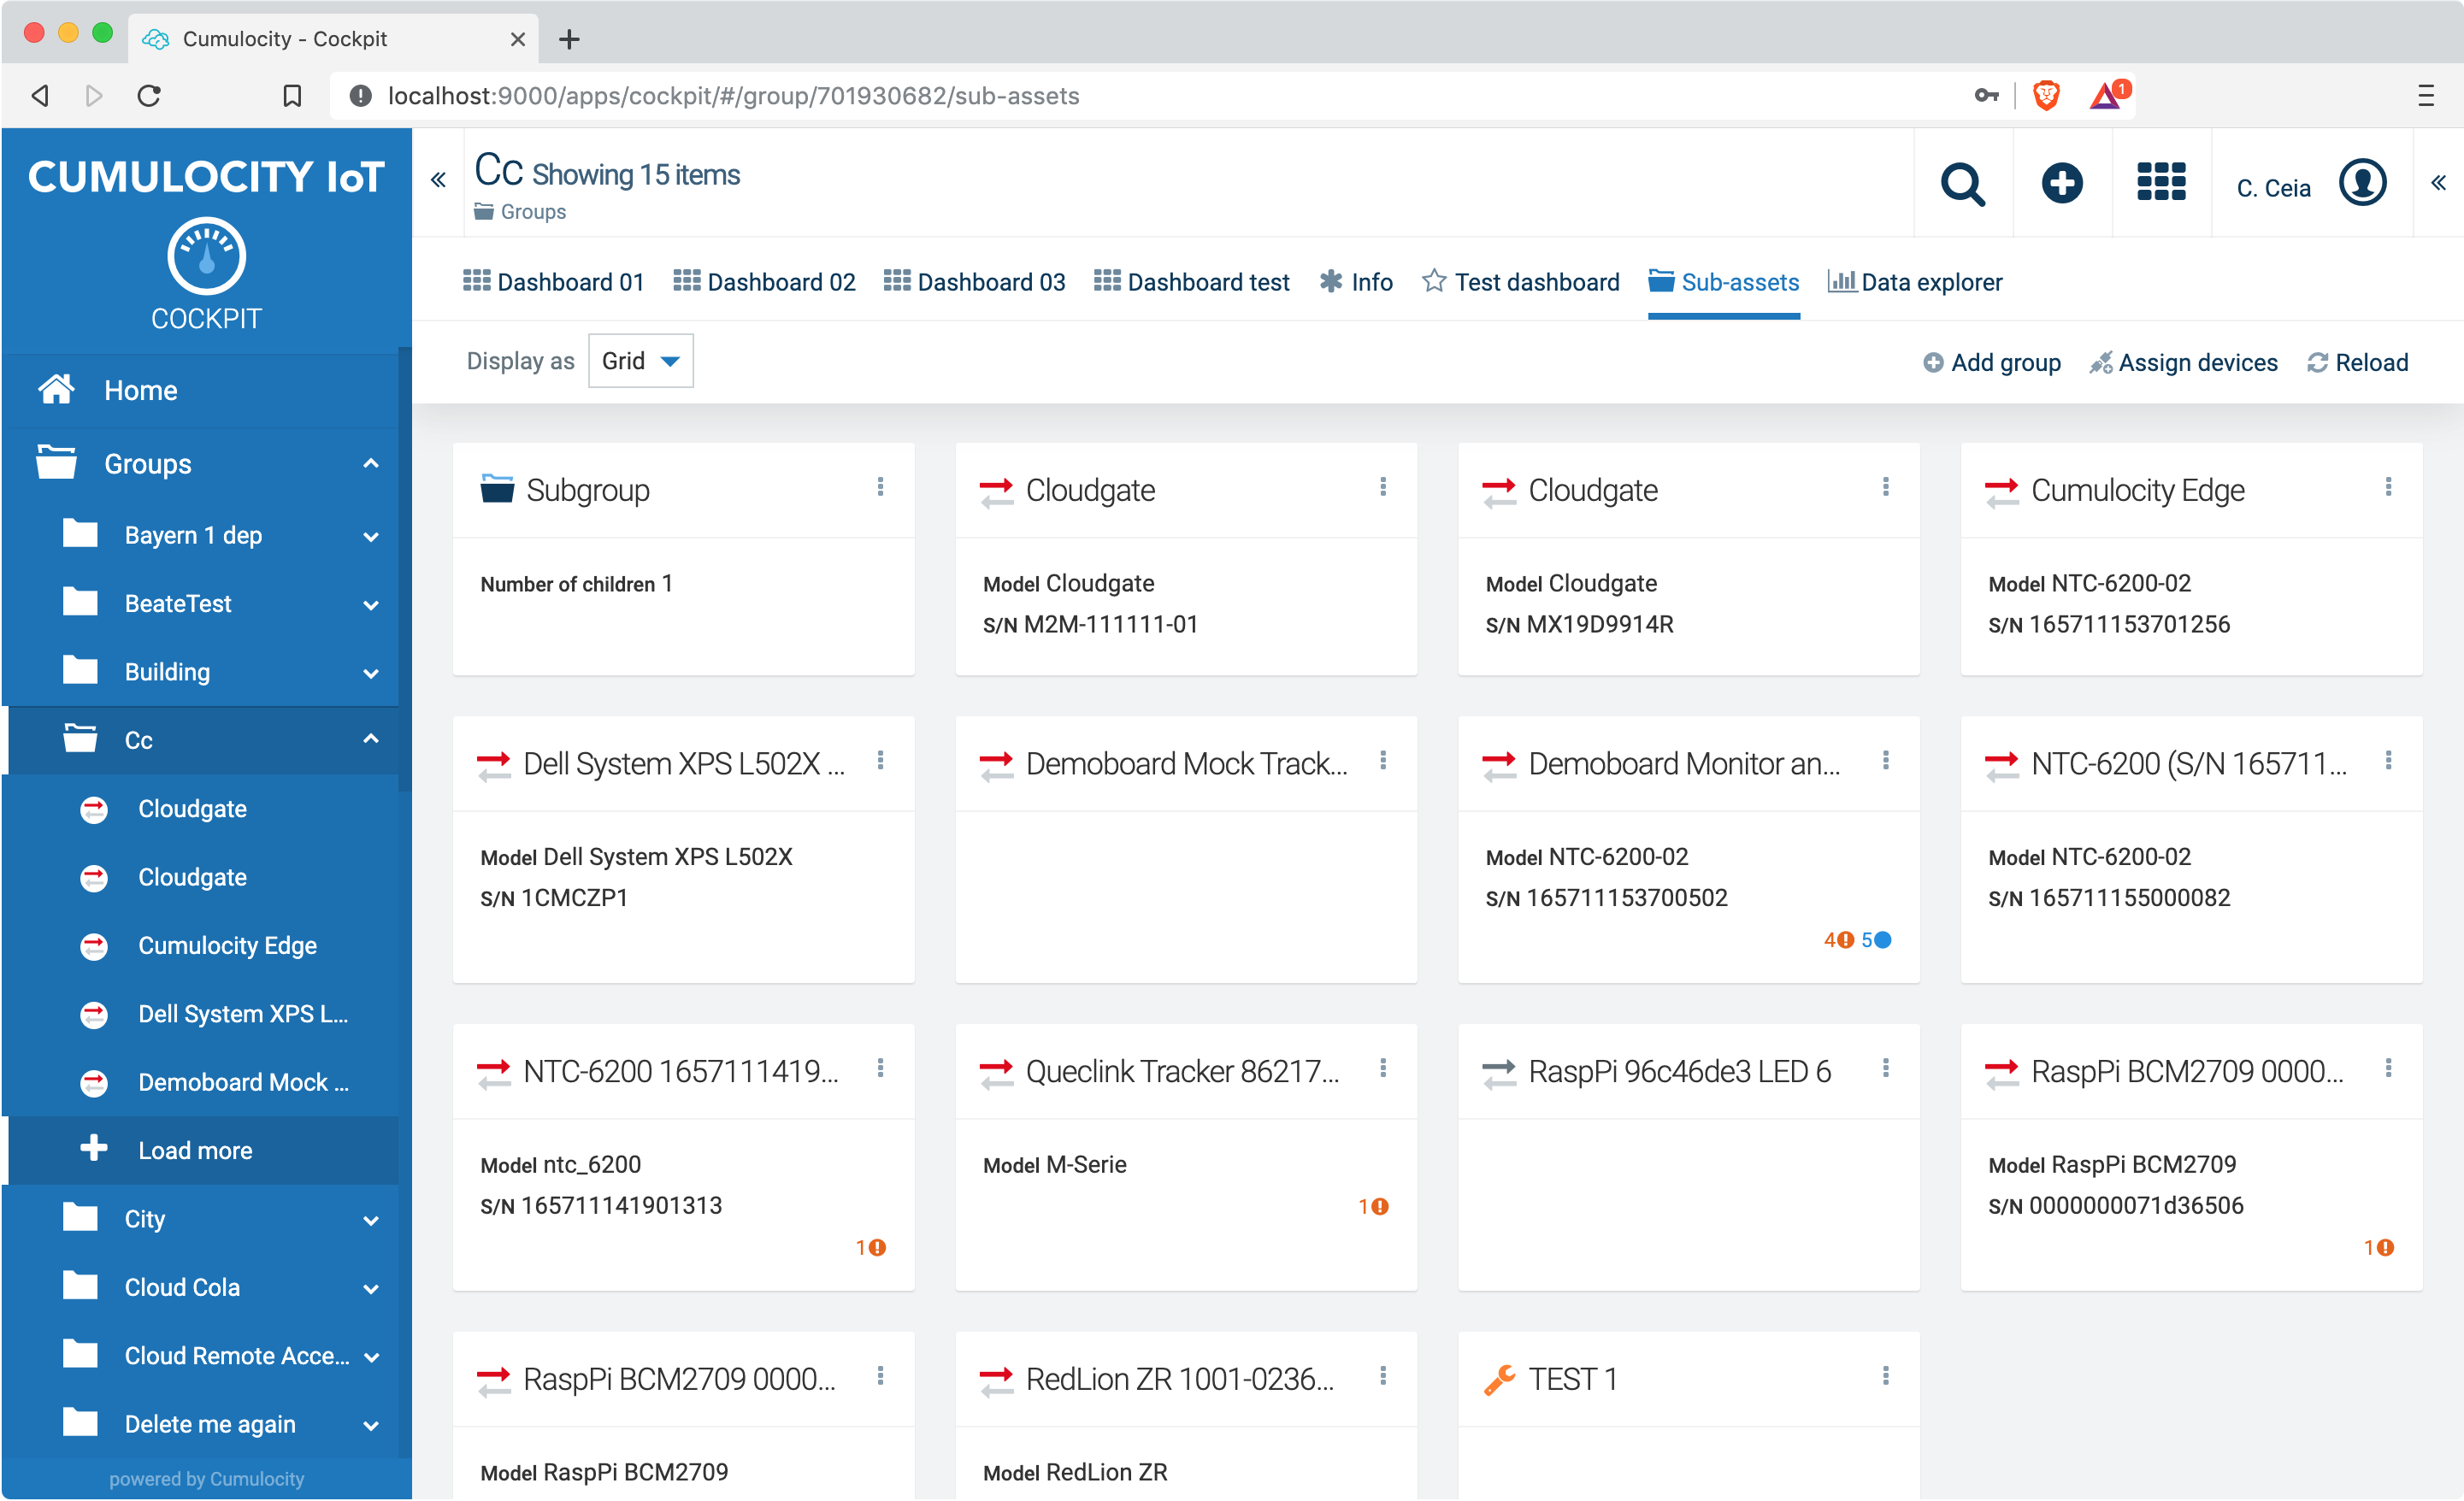 Cumulocity - Cockpit
localhost:9000/apps/cockpit/#/group/701930682/sub-assets
1
CUMULOCITY IoT
COCKPIT
Home
Groups
Bayern 1 dep
BeateTest
Building
Cc
Cloudgate
Cloudgate
Cumulocity Edge
Dell System XPS L...
Demoboard Mock ...
Load more
City
Cloud Cola
Cloud Remote Acce...
Delete me again
powered by Cumulocity
Cc Showing 15 items
Groups
C. Ceia
Dashboard 01 Dashboard 02 Dashboard 03 Dashboard test Info Test dashboard Sub-assets Data explorer
Display as Grid
Add group Assign devices Reload
Subgroup
Number of children 1
Cloudgate
Model Cloudgate
S/N M2M-111111-01
Cloudgate
Model Cloudgate
S/N MX19D9914R
Cumulocity Edge
Model NTC-6200-02
S/N 165711153701256
Dell System XPS L502X ...
Model Dell System XPS L502X
S/N 1CMCZP1
Demoboard Mock Track...
Demoboard Monitor an...
Model NTC-6200-02
S/N 165711153700502
4 5
NTC-6200 (S/N 165711...
Model NTC-6200-02
S/N 165711155000082
NTC-6200 1657111419...
Model ntc_6200
S/N 165711141901313
1
Queclink Tracker 86217...
Model M-Serie
1
RaspPi 96c46de3 LED 6
RaspPi BCM2709 0000...
Model RaspPi BCM2709
S/N 0000000071d36506
1
RaspPi BCM2709 0000...
Model RaspPi BCM2709
RedLion ZR 1001-0236...
Model RedLion ZR
TEST 1